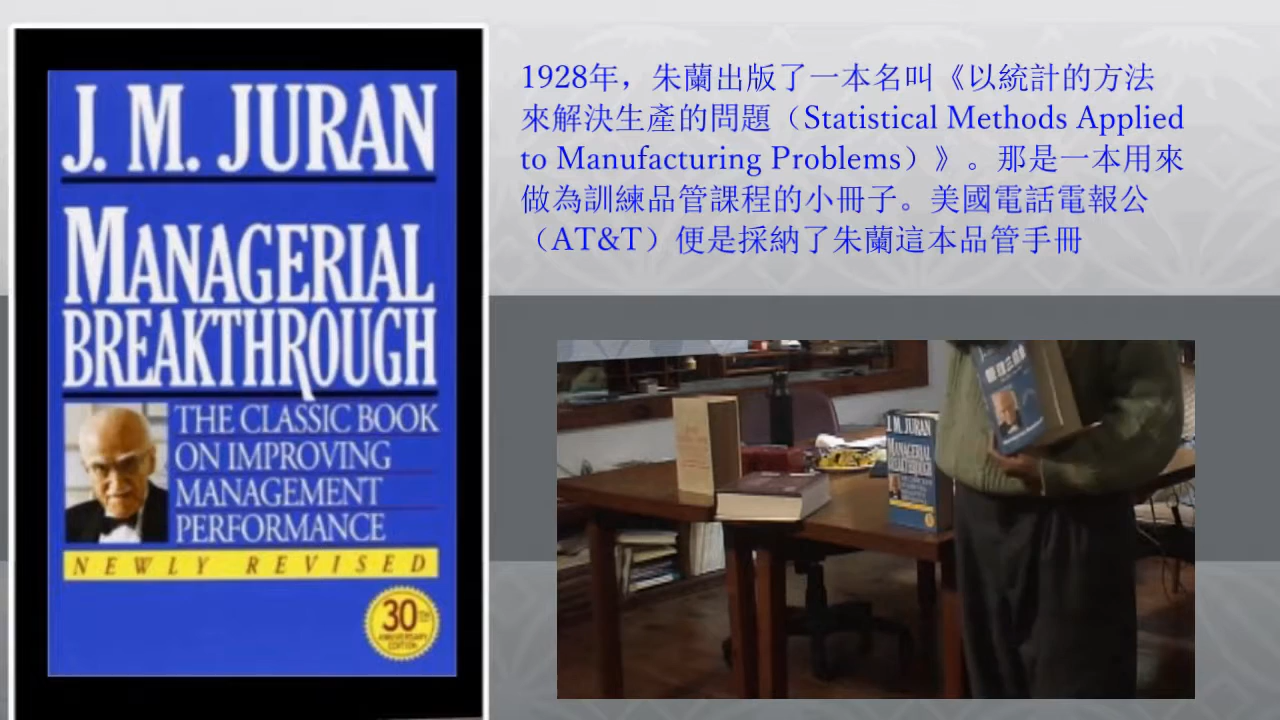 J. M. JURAN
MANAGERIAL
BREAKTHROUGH
THE CLASSIC BOOK
ON IMPROVING
MANAGEMENT
PERFORMANCE
NEWLY REVISED
30TH
ANNIVERSARY
EDITION
1928年，朱蘭出版了一本名叫《以統計的方法
來解決生產的問題（Statistical Methods Applied
to Manufacturing Problems）》。那是一本用來
做為訓練品管課程的小冊子。美國電話電報公
（AT&T）便是採納了朱蘭這本品管手冊
J. M. JURAN
MANAGERIAL
BREAKTHROUGH